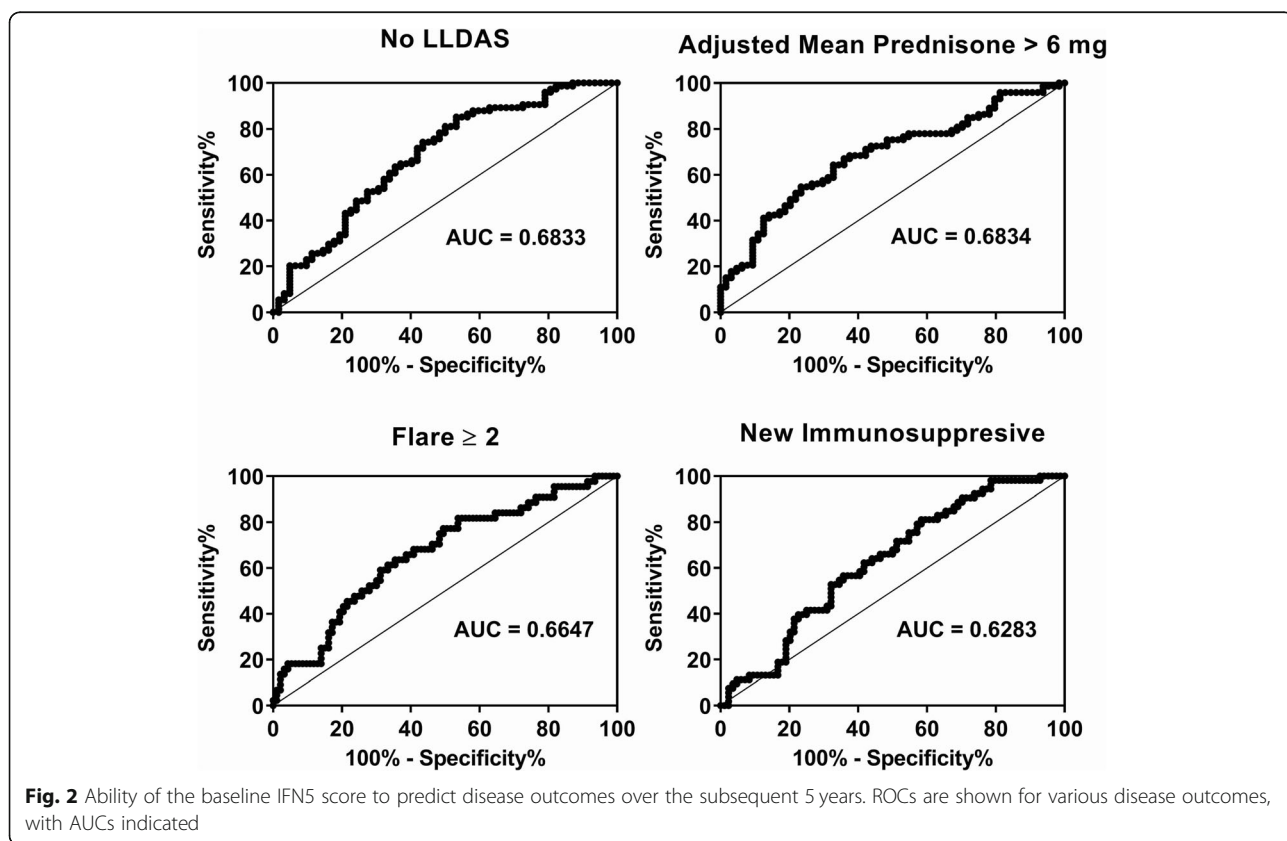 No LLDAS
Adjusted Mean Prednisone > 6 mg
Sensitivity%
100
80
60
40
20
0
AUC = 0.6833
0 20 40 60 80 100
100% - Specificity%
Sensitivity%
100
80
60
40
20
0
AUC = 0.6834
0 20 40 60 80 100
100% - Specificity%
Flare ≥ 2
New Immunosuppresive
Sensitivity%
100
80
60
40
20
0
AUC = 0.6647
0 20 40 60 80 100
100% - Specificity%
Sensitivity%
100
80
60
40
20
0
AUC = 0.6283
0 20 40 60 80 100
100% - Specificity%
Fig. 2 Ability of the baseline IFN5 score to predict disease outcomes over the subsequent 5 years. ROCs are shown for various disease outcomes,
with AUCs indicated